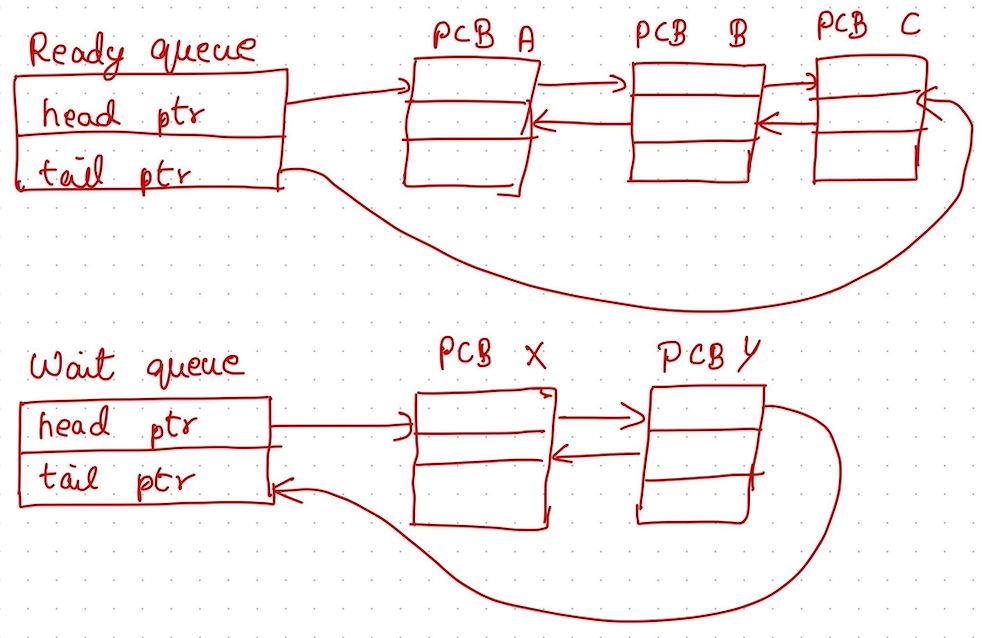 Ready queue
PCB A
PCB B
PCB C
head ptr
tail ptr
Wait queue
PCB X
PCB Y
head ptr
tail ptr